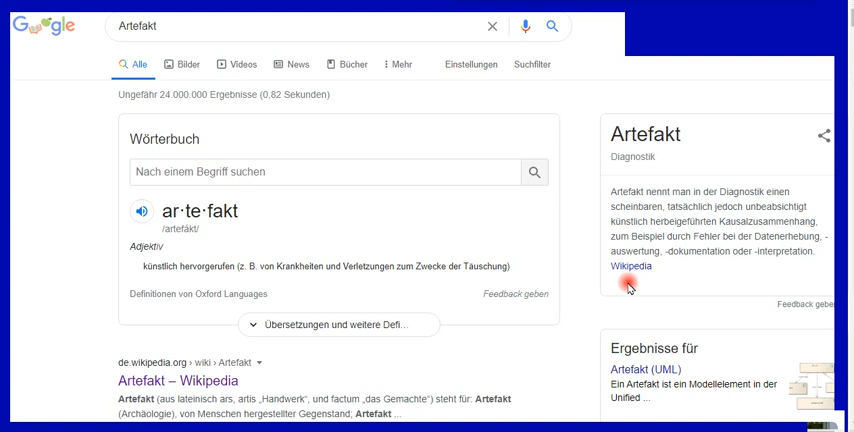 Google
Artefakt
Alle Bilder Videos News Bücher Mehr Einstellungen Suchfilter
Ungefähr 24.000.000 Ergebnisse (0,82 Sekunden)
Wörterbuch
Nach einem Begriff suchen
ar·te·fakt
/artefákt/
Adjektiv
künstlich hervorgerufen (z. B. von Krankheiten und Verletzungen zum Zwecke der Täuschung)
Definitionen von Oxford Languages Feedback geben
Übersetzungen und weitere Defi...
de.wikipedia.org › wiki › Artefakt
Artefakt – Wikipedia
Artefakt (aus lateinisch ars, artis „Handwerk“, und factum „das Gemachte“) steht für: Artefakt
(Archäologie), von Menschen hergestellter Gegenstand; Artefakt ...
Artefakt
Diagnostik
Artefakt nennt man in der Diagnostik einen
scheinbaren, tatsächlich jedoch unbeabsichtigt
künstlich herbeigeführten Kausalzusammenhang,
zum Beispiel durch Fehler bei der Datenerhebung, -
auswertung, -dokumentation oder -interpretation.
Wikipedia
Feedback geben
Ergebnisse für
Artefakt (UML)
Ein Artefakt ist ein Modellelement in der
Unified ...